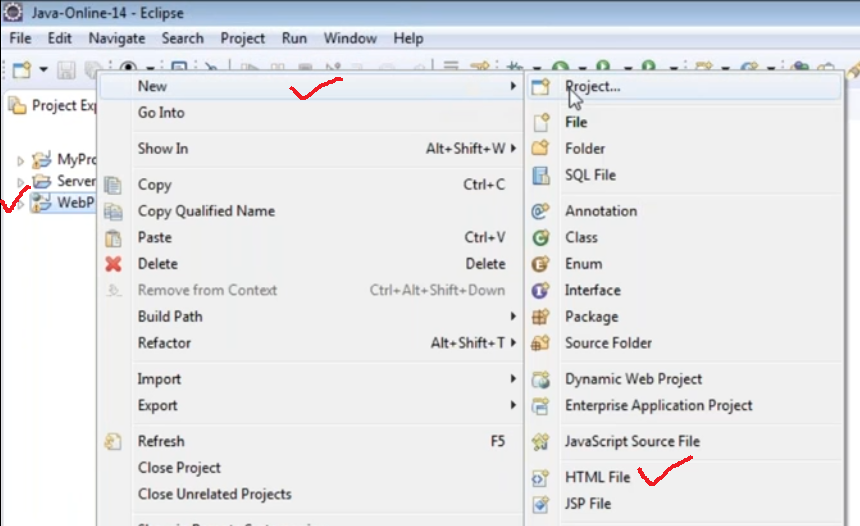 Java-Online-14 - Eclipse
File Edit Navigate Search Project Run Window Help
Project
MyPro
Server
WebP
New
Go Into
Show In Alt+Shift+W
Copy Ctrl+C
Copy Qualified Name
Paste Ctrl+V
Delete Delete
Remove from Context Ctrl+Alt+Shift+Down
Build Path
Refactor Alt+Shift+T
Import
Export
Refresh F5
Close Project
Close Unrelated Projects
Project...
File
Folder
SQL File
Annotation
Class
Enum
Interface
Package
Source Folder
Dynamic Web Project
Enterprise Application Project
JavaScript Source File
HTML File
JSP File